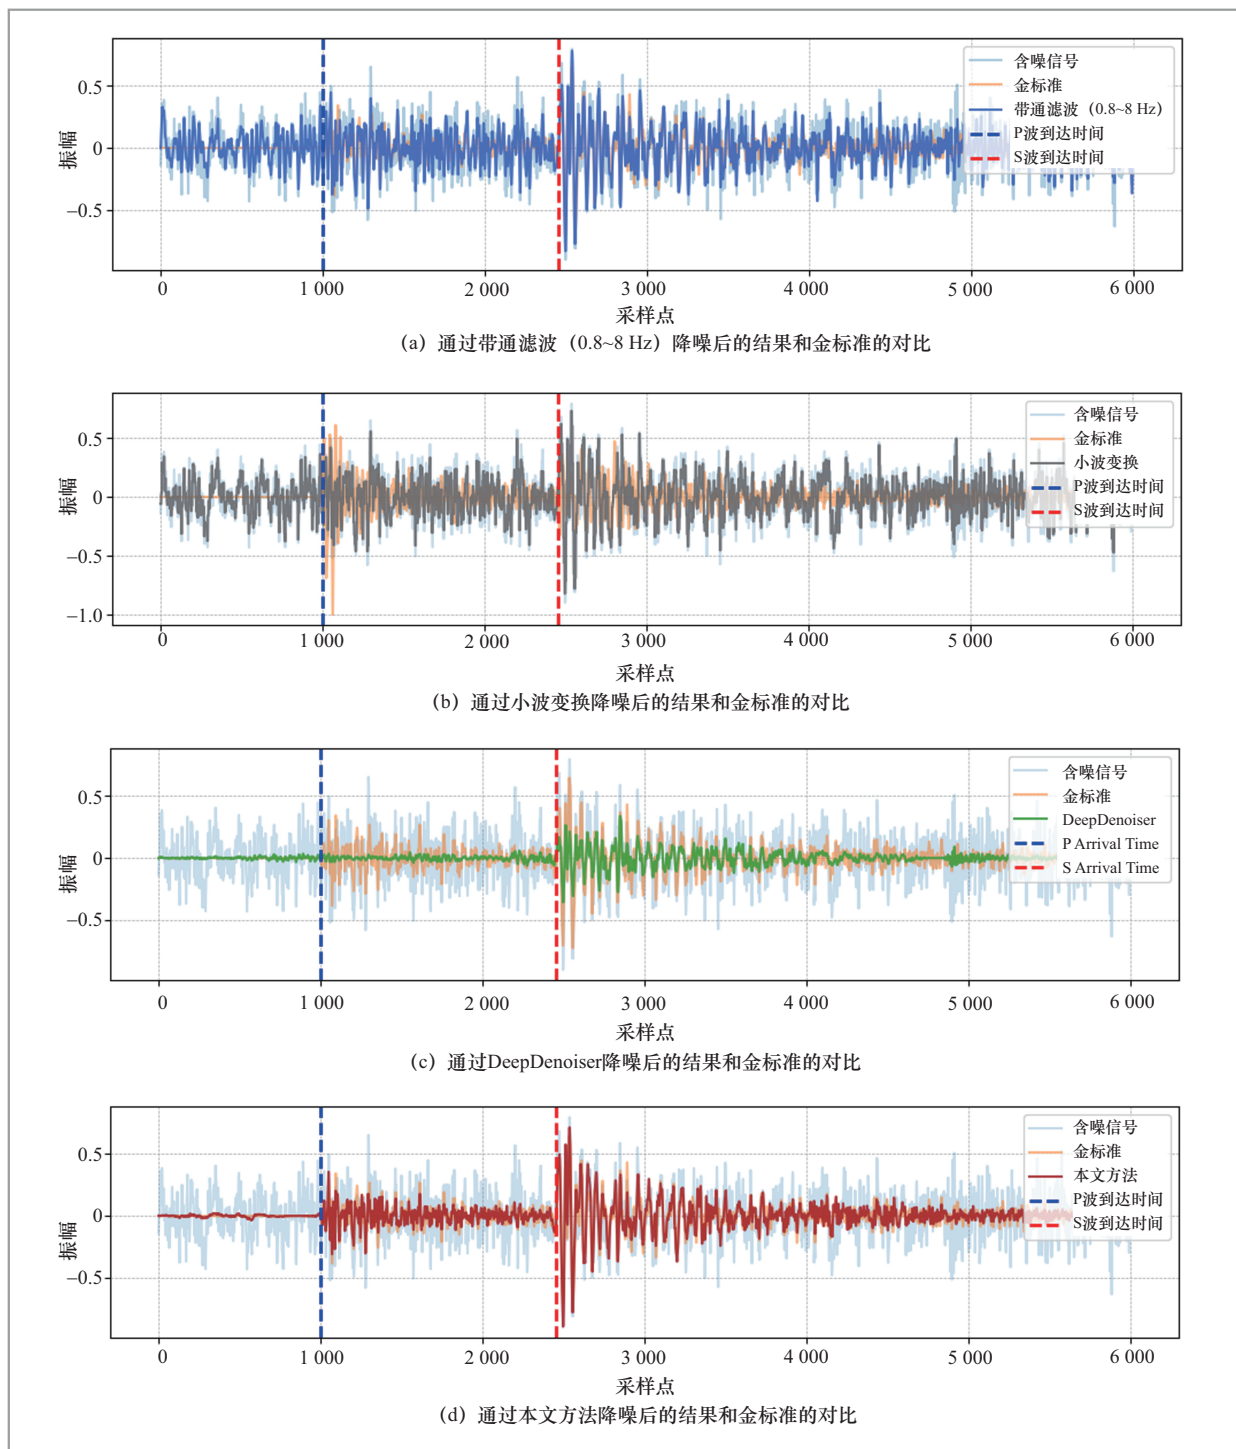 含噪信号
金标准
带通滤波（0.8~8 Hz）
P波到达时间
S波到达时间
0.5
0
−0.5
振幅
0 1 000 2 000 3 000 4 000 5 000 6 000
采样点
（a）通过带通滤波（0.8~8 Hz）降噪后的结果和金标准的对比
含噪信号
金标准
小波变换
P波到达时间
S波到达时间
0.5
0
−0.5
−1.0
振幅
0 1 000 2 000 3 000 4 000 5 000 6 000
采样点
（b）通过小波变换降噪后的结果和金标准的对比
含噪信号
金标准
DeepDenoiser
P Arrival Time
S Arrival Time
0.5
0
−0.5
振幅
0 1 000 2 000 3 000 4 000 5 000 6 000
采样点
（c）通过DeepDenoiser降噪后的结果和金标准的对比
含噪信号
金标准
本文方法
P波到达时间
S波到达时间
0.5
0
−0.5
振幅
0 1 000 2 000 3 000 4 000 5 000 6 000
采样点
（d）通过本文方法降噪后的结果和金标准的对比